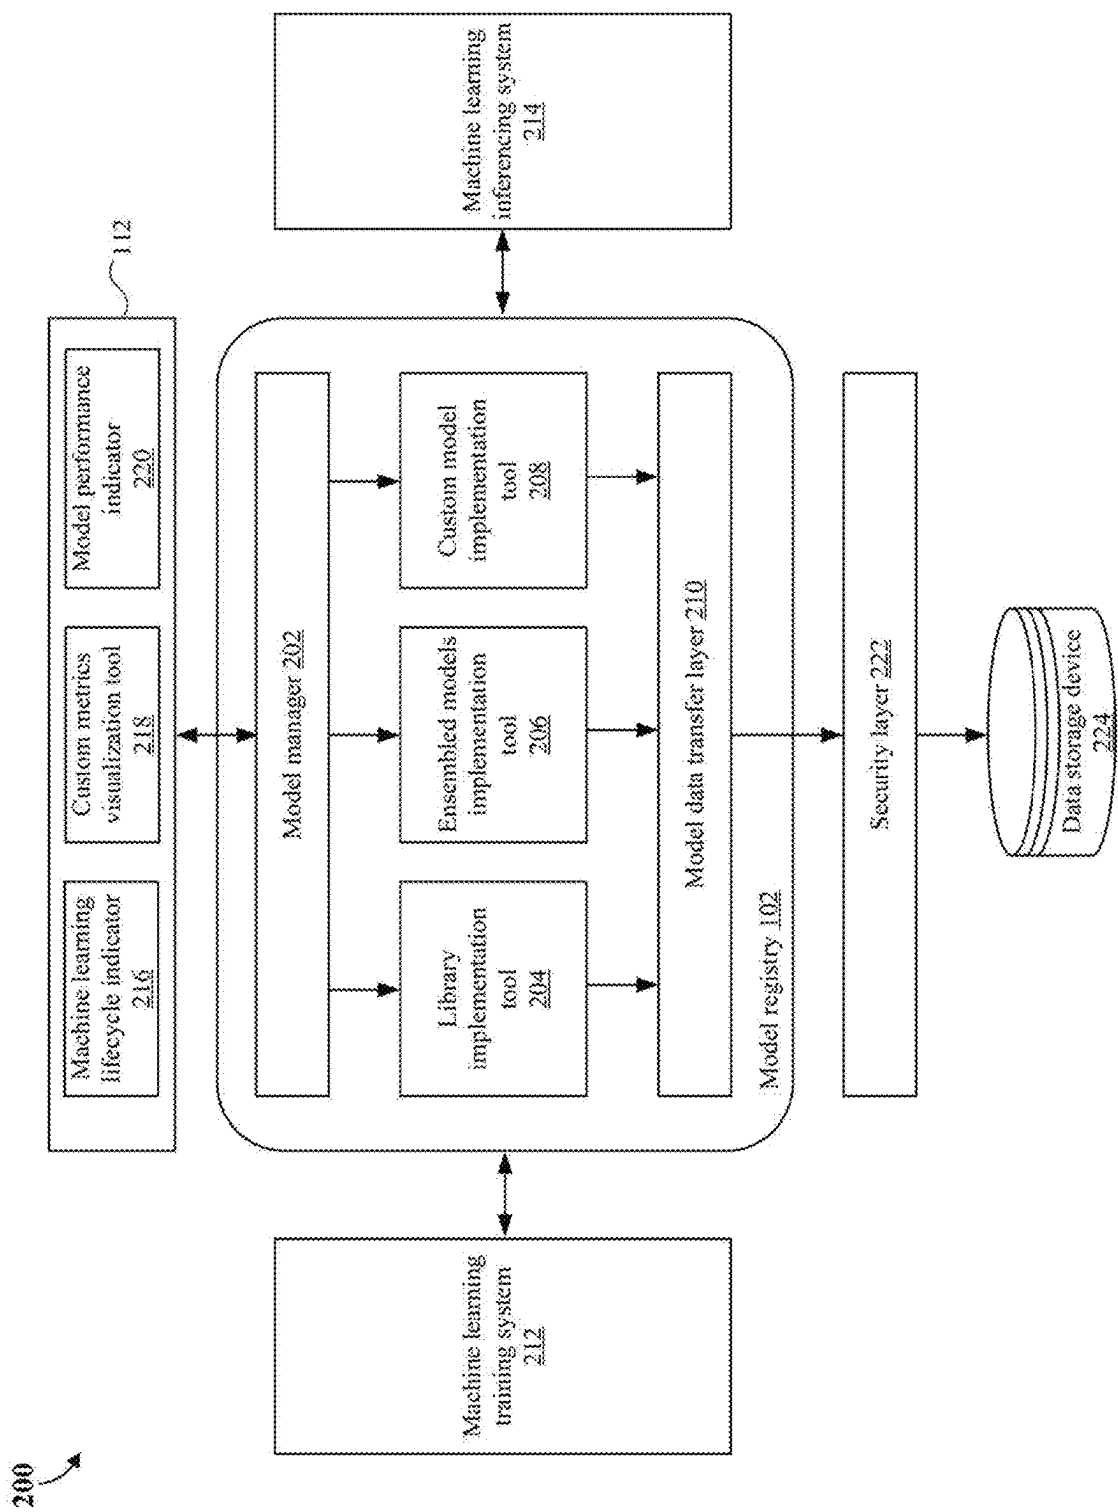 200
112
Machine learning
lifecycle indicator
216
Custom metrics
visualization tool
218
Model performance
indicator
220
Machine learning
training system
212
Model manager 202
Library
implementation
tool
204
Ensembled models
implementation
tool
206
Custom model
implementation
tool
208
Model data transfer layer 210
Model registry 102
Machine learning
inferencing system
214
Security layer 222
Data storage device
224